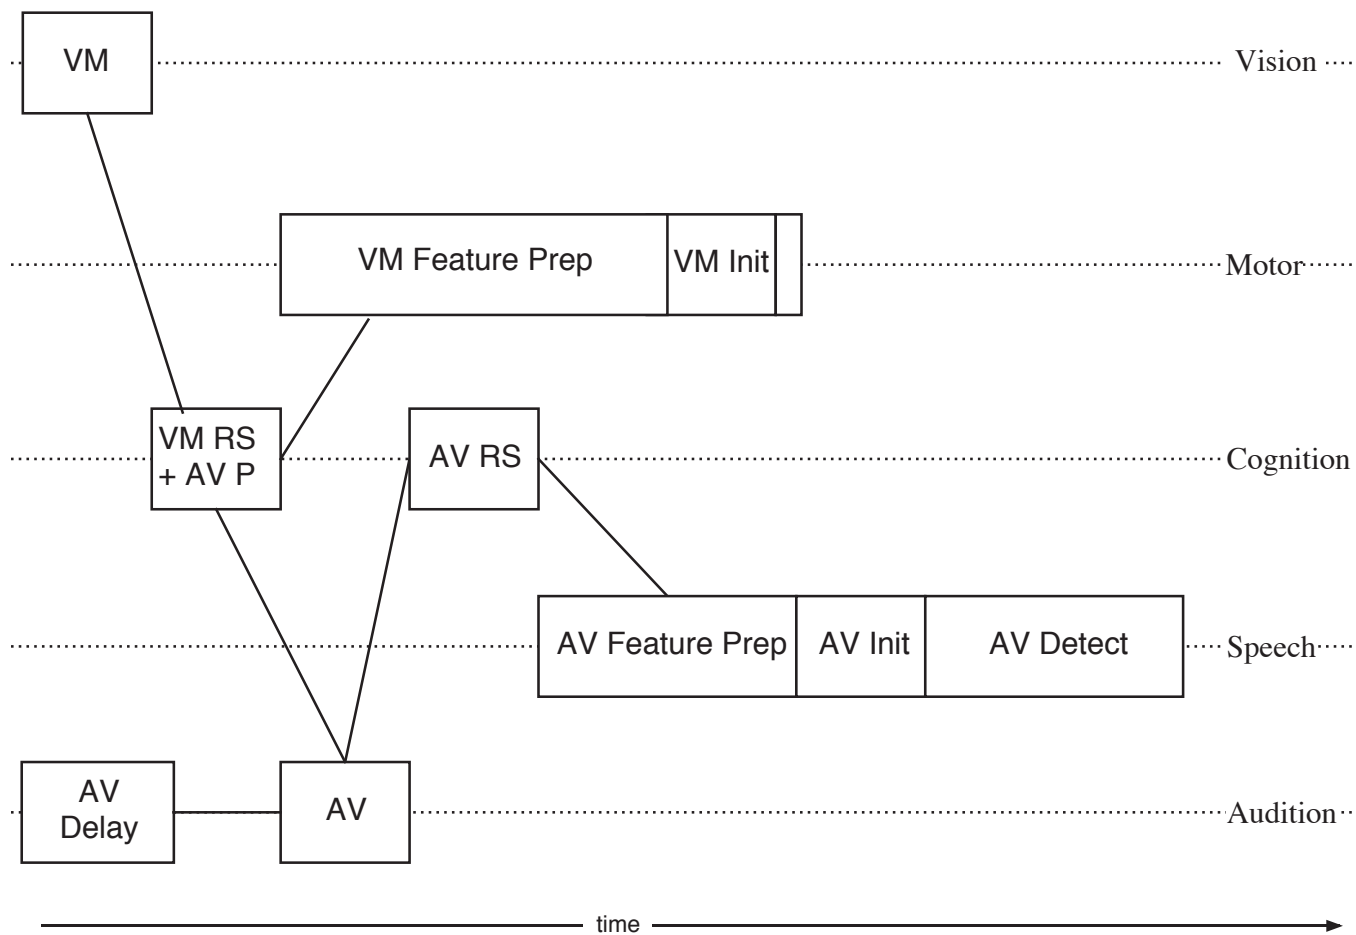 VM
Vision
VM Feature Prep
VM Init
Motor
VM RS
+ AV P
AV RS
Cognition
AV Feature Prep
AV Init
AV Detect
Speech
AV
Delay
AV
Audition
time